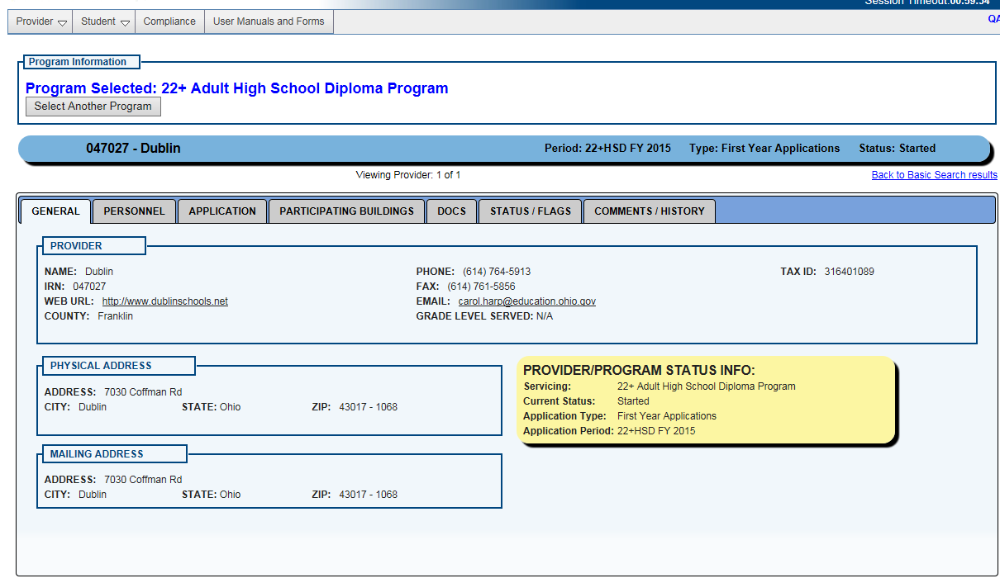 Session Timeout:00:59:54
Provider Student Compliance User Manuals and Forms
QA
Program Information
Program Selected: 22+ Adult High School Diploma Program
Select Another Program
047027 - Dublin Period: 22+HSD FY 2015 Type: First Year Applications Status: Started
Viewing Provider: 1 of 1 Back to Basic Search results
GENERAL PERSONNEL APPLICATION PARTICIPATING BUILDINGS DOCS STATUS / FLAGS COMMENTS / HISTORY
PROVIDER
NAME: Dublin PHONE: (614) 764-5913 TAX ID: 316401089
IRN: 047027 FAX: (614) 761-5856
WEB URL: http://www.dublinschools.net EMAIL: carol.harp@education.ohio.gov
COUNTY: Franklin GRADE LEVEL SERVED: N/A
PHYSICAL ADDRESS
ADDRESS: 7030 Coffman Rd
CITY: Dublin STATE: Ohio ZIP: 43017 - 1068
PROVIDER/PROGRAM STATUS INFO:
Servicing: 22+ Adult High School Diploma Program
Current Status: Started
Application Type: First Year Applications
Application Period: 22+HSD FY 2015
MAILING ADDRESS
ADDRESS: 7030 Coffman Rd
CITY: Dublin STATE: Ohio ZIP: 43017 - 1068